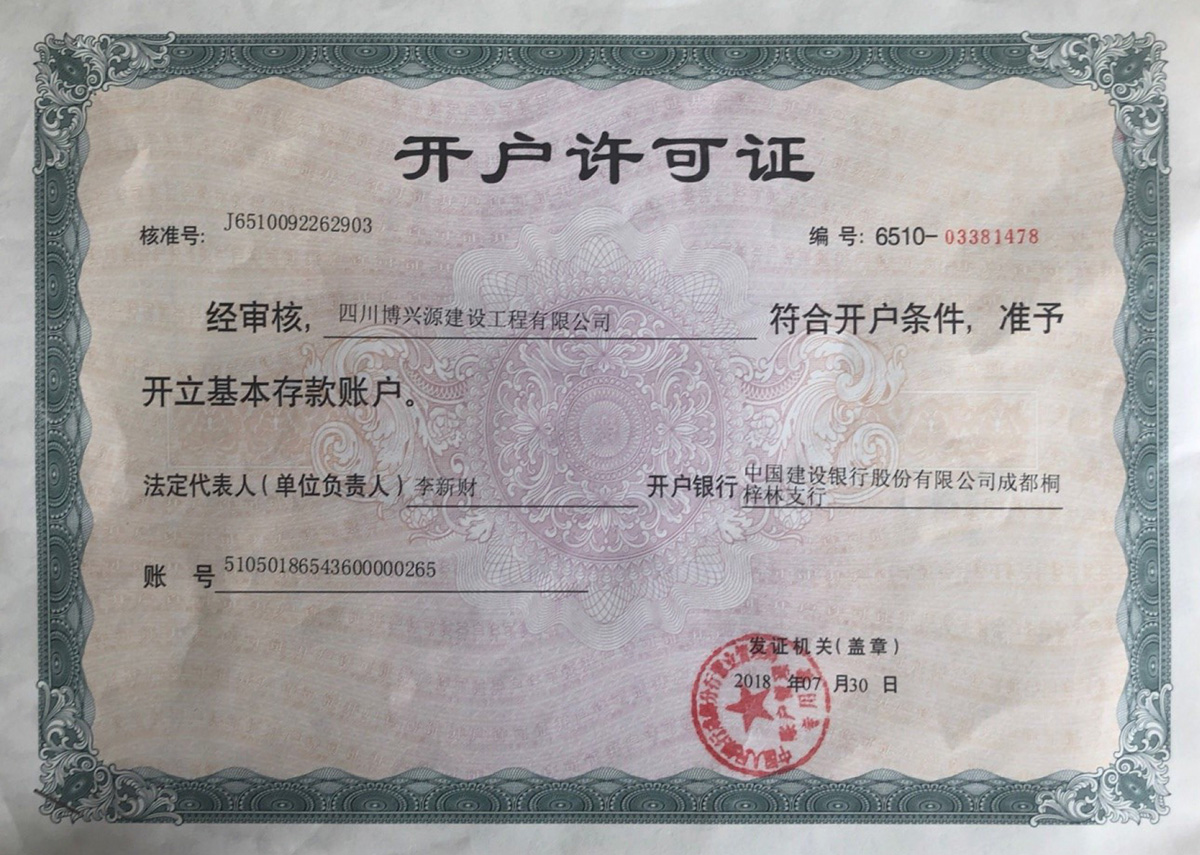 开户许可证
核准号: J6510092262903 编 号: 6510-03381478
经审核, 四川博兴源建设工程有限公司 符合开户条件, 准予
开立基本存款账户。
法定代表人(单位负责人) 李新财 开户银行 中国建设银行股份有限公司成都桐
梓林支行
账 号 51050186543600000265
发证机关(盖章)
2018 年07 月30 日